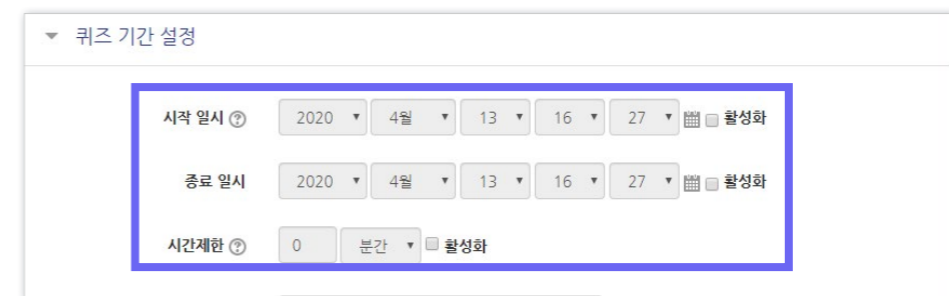 퀴즈 기간 설정
시작 일시 2020 4월 13 16 27 활성화
종료 일시 2020 4월 13 16 27 활성화
시간제한 0 분간 활성화